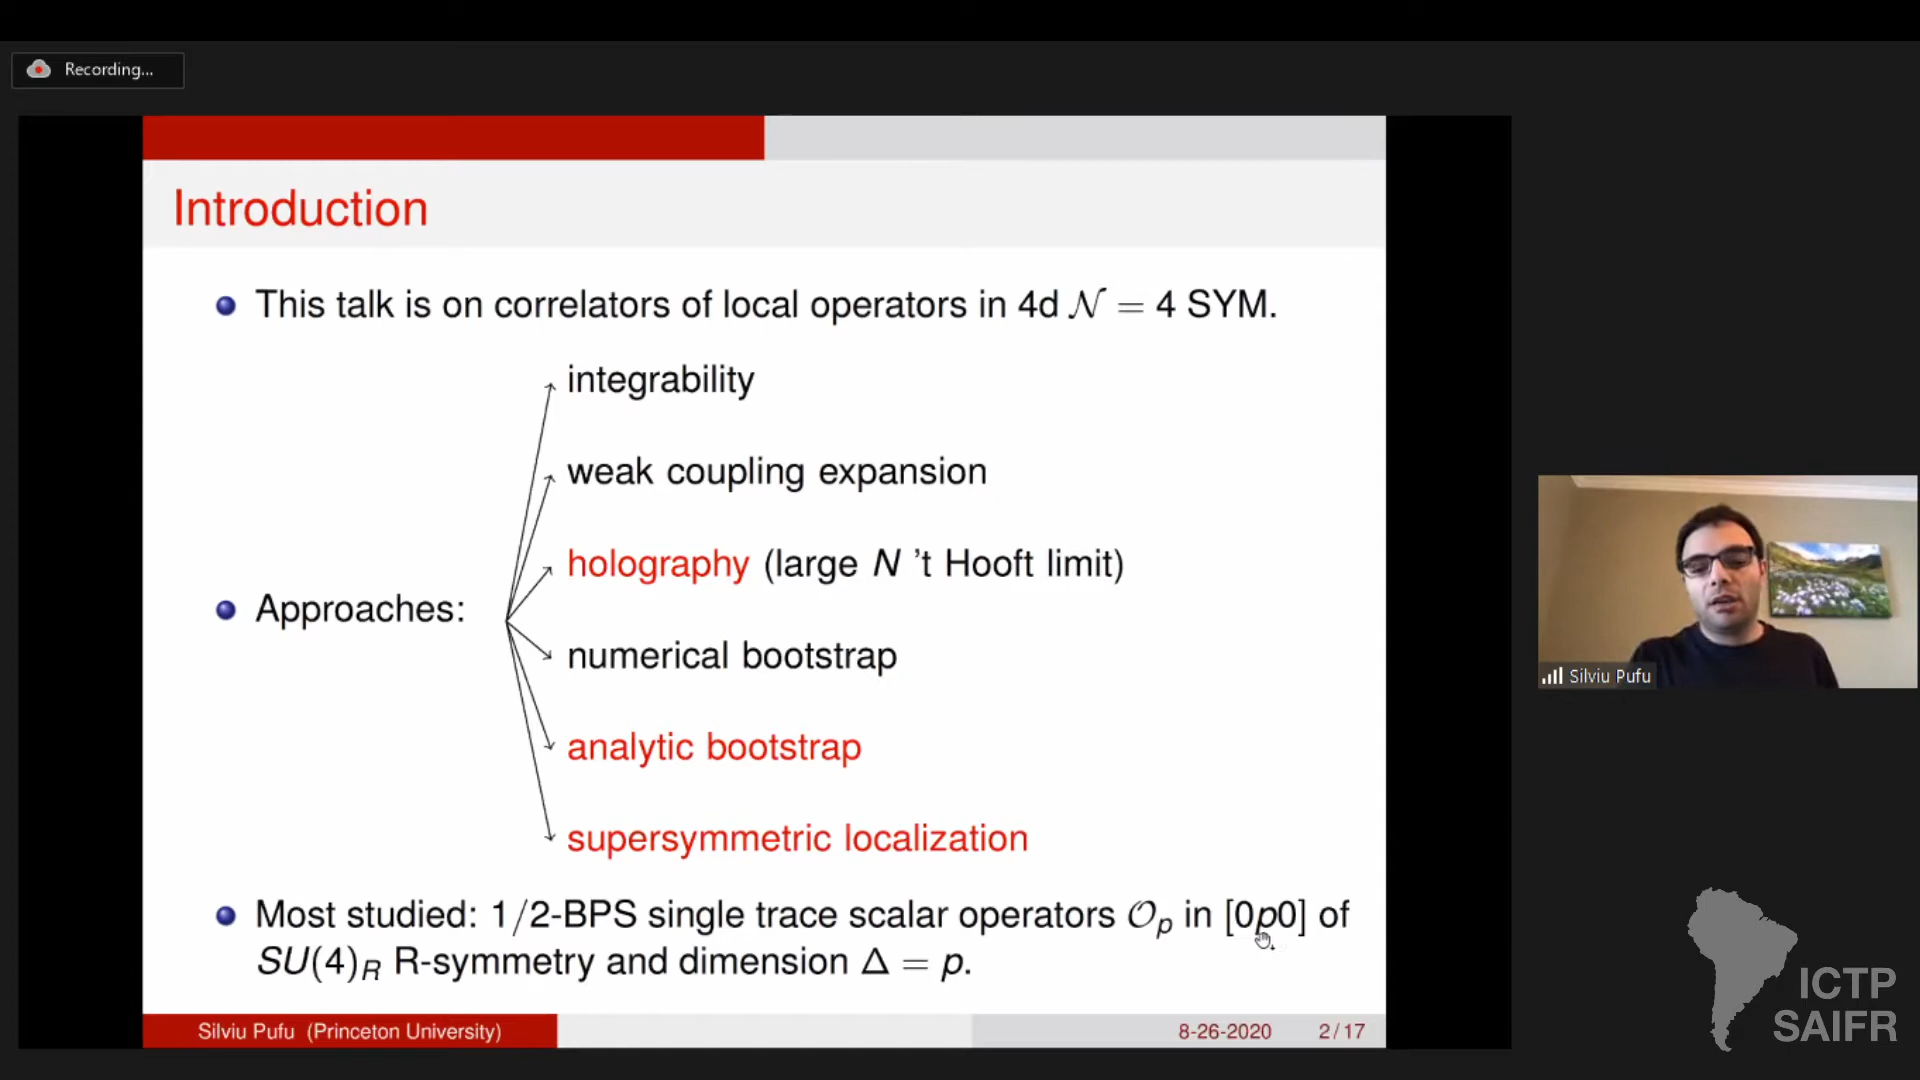 Recording...
Introduction
This talk is on correlators of local operators in 4d 𝒩 = 4 SYM.
integrability
weak coupling expansion
holography (large N 't Hooft limit)
Approaches:
numerical bootstrap
analytic bootstrap
supersymmetric localization
Most studied: 1/2-BPS single trace scalar operators 𝒪p in [0p0] of
SU(4)R R-symmetry and dimension Δ = p.
Silviu Pufu (Princeton University)
8-26-2020
2/17
Silviu Pufu
ICTP
SAIFR